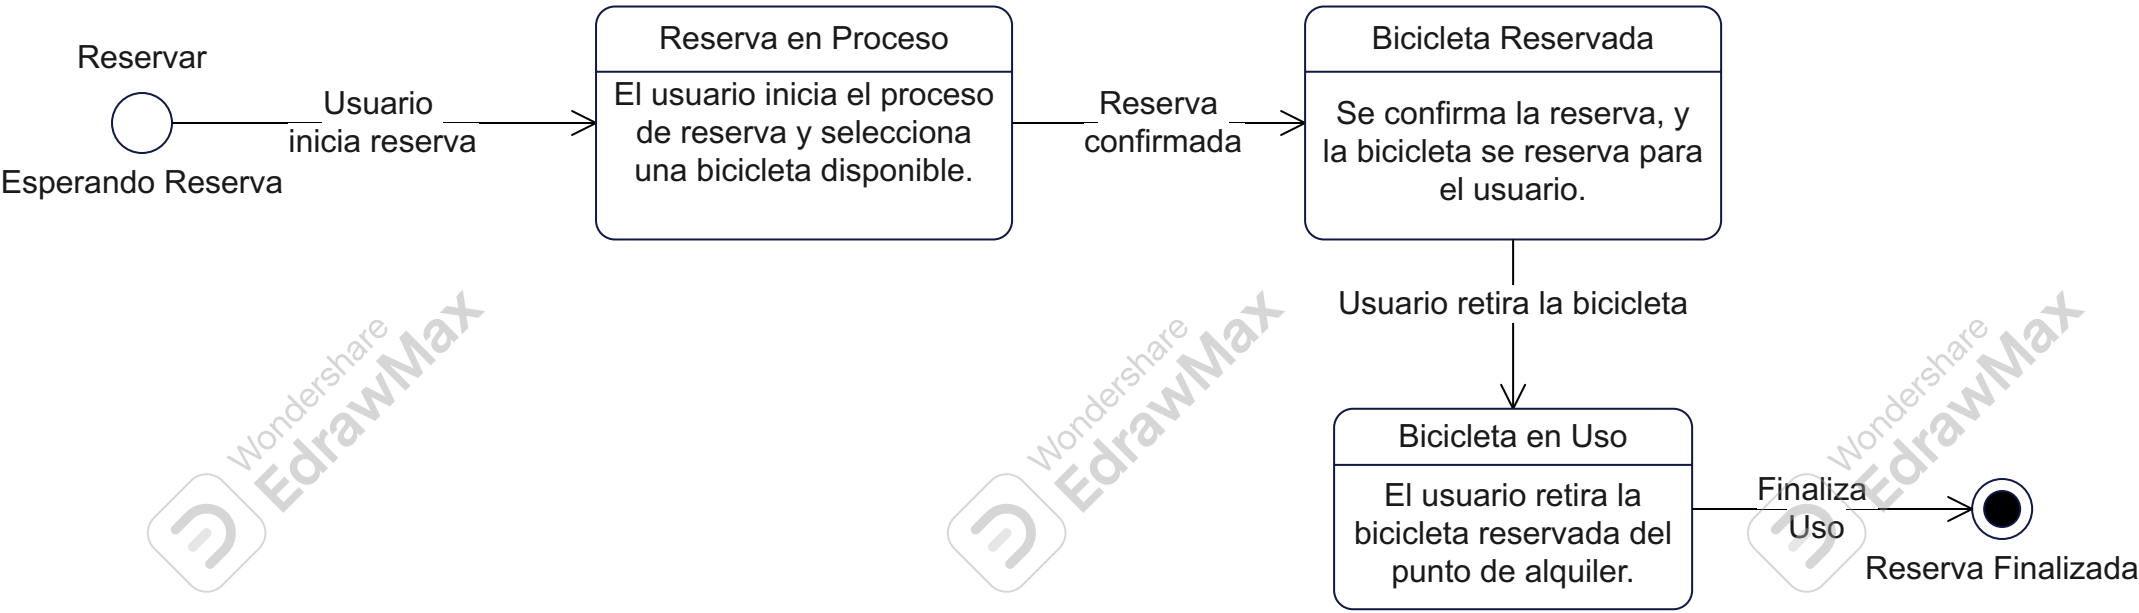 Reservar
Esperando Reserva
Usuario
inicia reserva
Reserva en Proceso
El usuario inicia el proceso
de reserva y selecciona
una bicicleta disponible.
Reserva
confirmada
Bicicleta Reservada
Se confirma la reserva, y
la bicicleta se reserva para
el usuario.
Usuario retira la bicicleta
Bicicleta en Uso
El usuario retira la
bicicleta reservada del
punto de alquiler.
Finaliza
Uso
Reserva Finalizada
Wondershare
EdrawMax
Wondershare
EdrawMax
Wondershare
EdrawMax